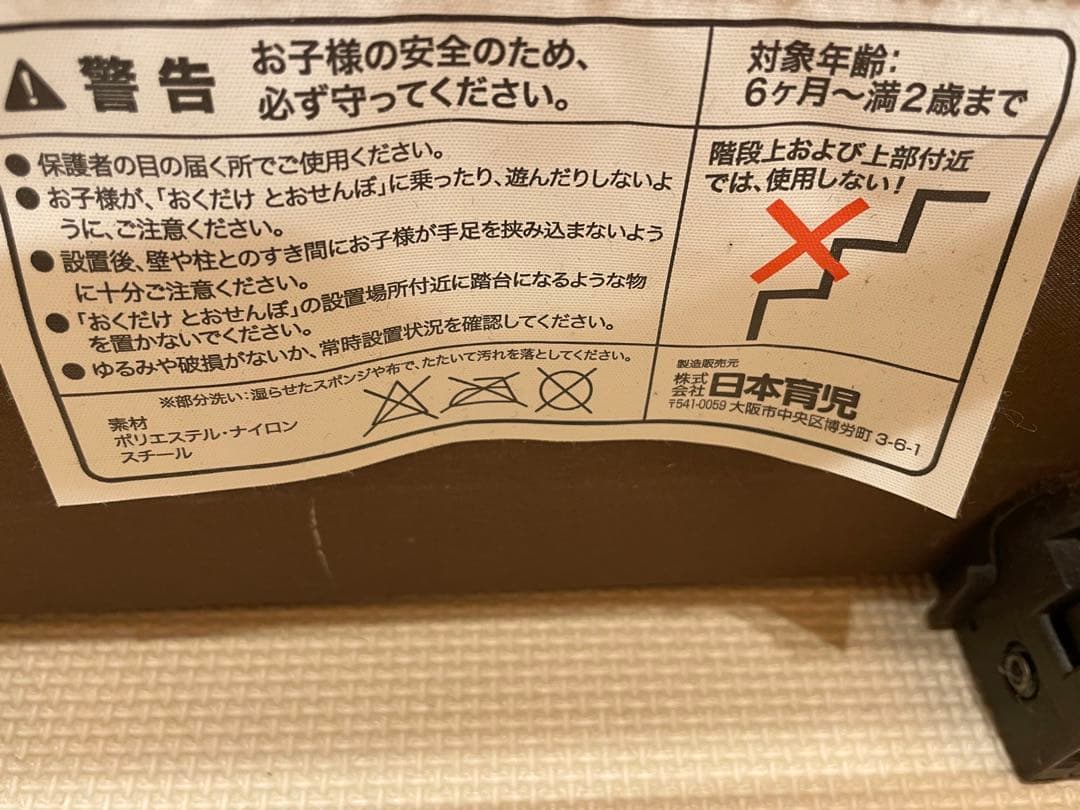 警告
お子様の安全のため、
必ず守ってください。
対象年齢:
6ヶ月～満2歳まで
●保護者の目の届く所でご使用ください。
●お子様が、「おくだけ とおせんぼ」に乗ったり、遊んだりしないよ
うに、ご注意ください。
●設置後、壁や柱とのすき間にお子様が手足を挟み込まないよう
に十分ご注意ください。
●「おくだけ とおせんぼ」の設置場所付近に踏台になるような物
を置かないでください。
●ゆるみや破損がないか、常時設置状況を確認してください。
階段上および上部付近
では、使用しない!
※部分洗い:湿らせたスポンジや布で、たたいて汚れを落としてください。
素材
ポリエステル・ナイロン
スチール
製造販売元
株式会社 日本育児
〒541-0059 大阪市中央区博労町 3-6-1